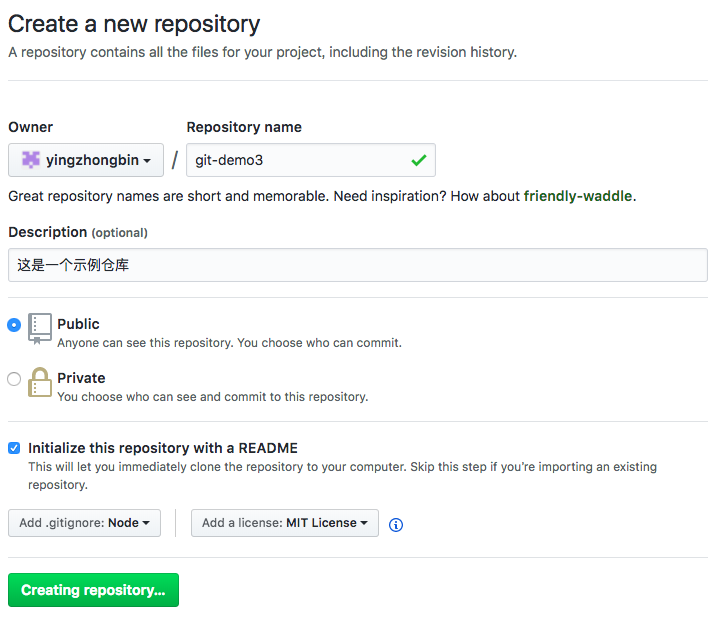 Create a new repository
A repository contains all the files for your project, including the revision history.
Owner
Repository name
yingzhongbin
/
git-demo3
Great repository names are short and memorable. Need inspiration? How about friendly-waddle.
Description (optional)
这是一个示例仓库
Public
Anyone can see this repository. You choose who can commit.
Private
You choose who can see and commit to this repository.
Initialize this repository with a README
This will let you immediately clone the repository to your computer. Skip this step if you're importing an existing
repository.
Add .gitignore: Node
Add a license: MIT License
Creating repository...